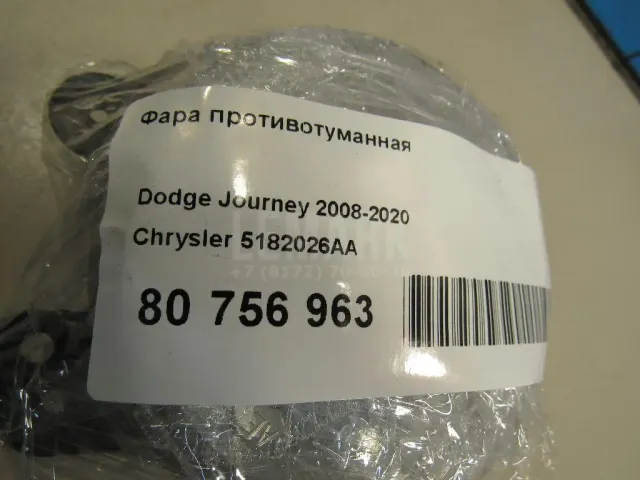 Фара противотуманная
Dodge Journey 2008-2020
Chrysler 5182026AA
80 756 963